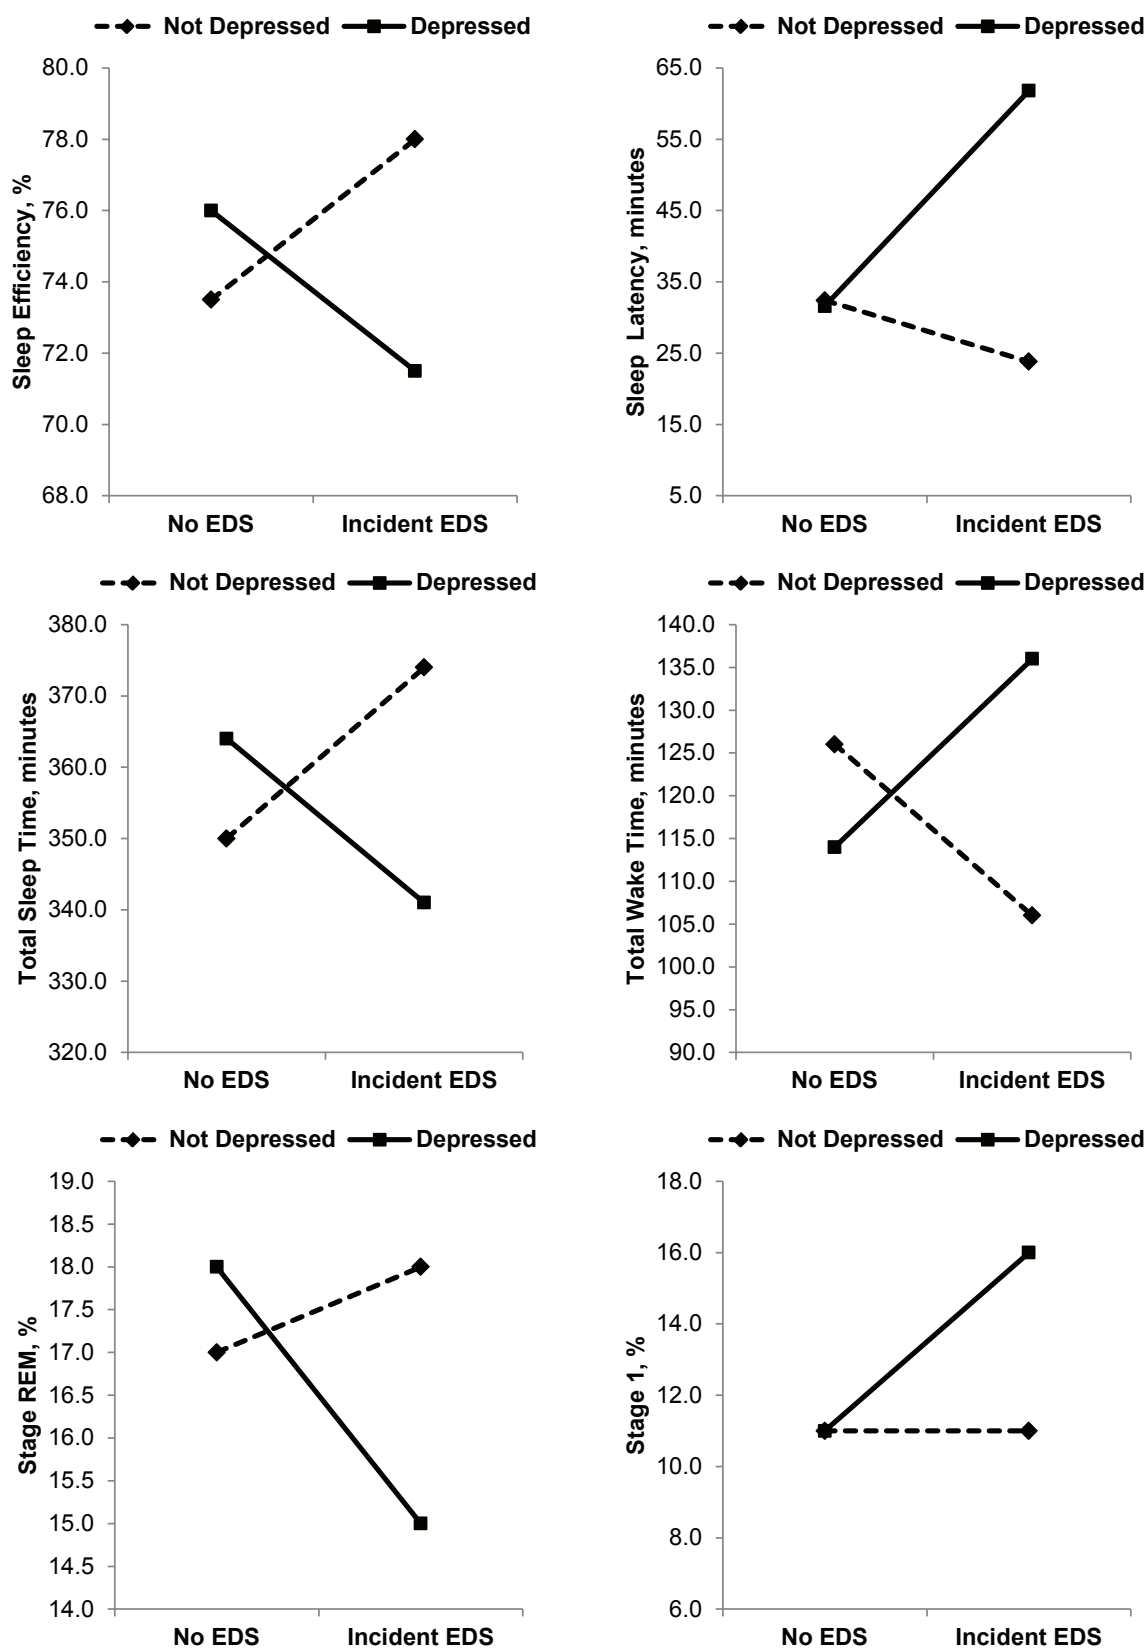 Not Depressed Depressed
80.0
78.0
76.0
74.0
72.0
70.0
68.0
Sleep Efficiency, %
No EDS Incident EDS
Not Depressed Depressed
65.0
55.0
45.0
35.0
25.0
15.0
5.0
Sleep Latency, minutes
No EDS Incident EDS
Not Depressed Depressed
380.0
370.0
360.0
350.0
340.0
330.0
320.0
Total Sleep Time, minutes
No EDS Incident EDS
Not Depressed Depressed
140.0
135.0
130.0
125.0
120.0
115.0
110.0
105.0
100.0
95.0
90.0
Total Wake Time, minutes
No EDS Incident EDS
Not Depressed Depressed
19.0
18.5
18.0
17.5
17.0
16.5
16.0
15.5
15.0
14.5
14.0
Stage REM, %
No EDS Incident EDS
Not Depressed Depressed
18.0
16.0
14.0
12.0
10.0
8.0
6.0
Stage 1, %
No EDS Incident EDS